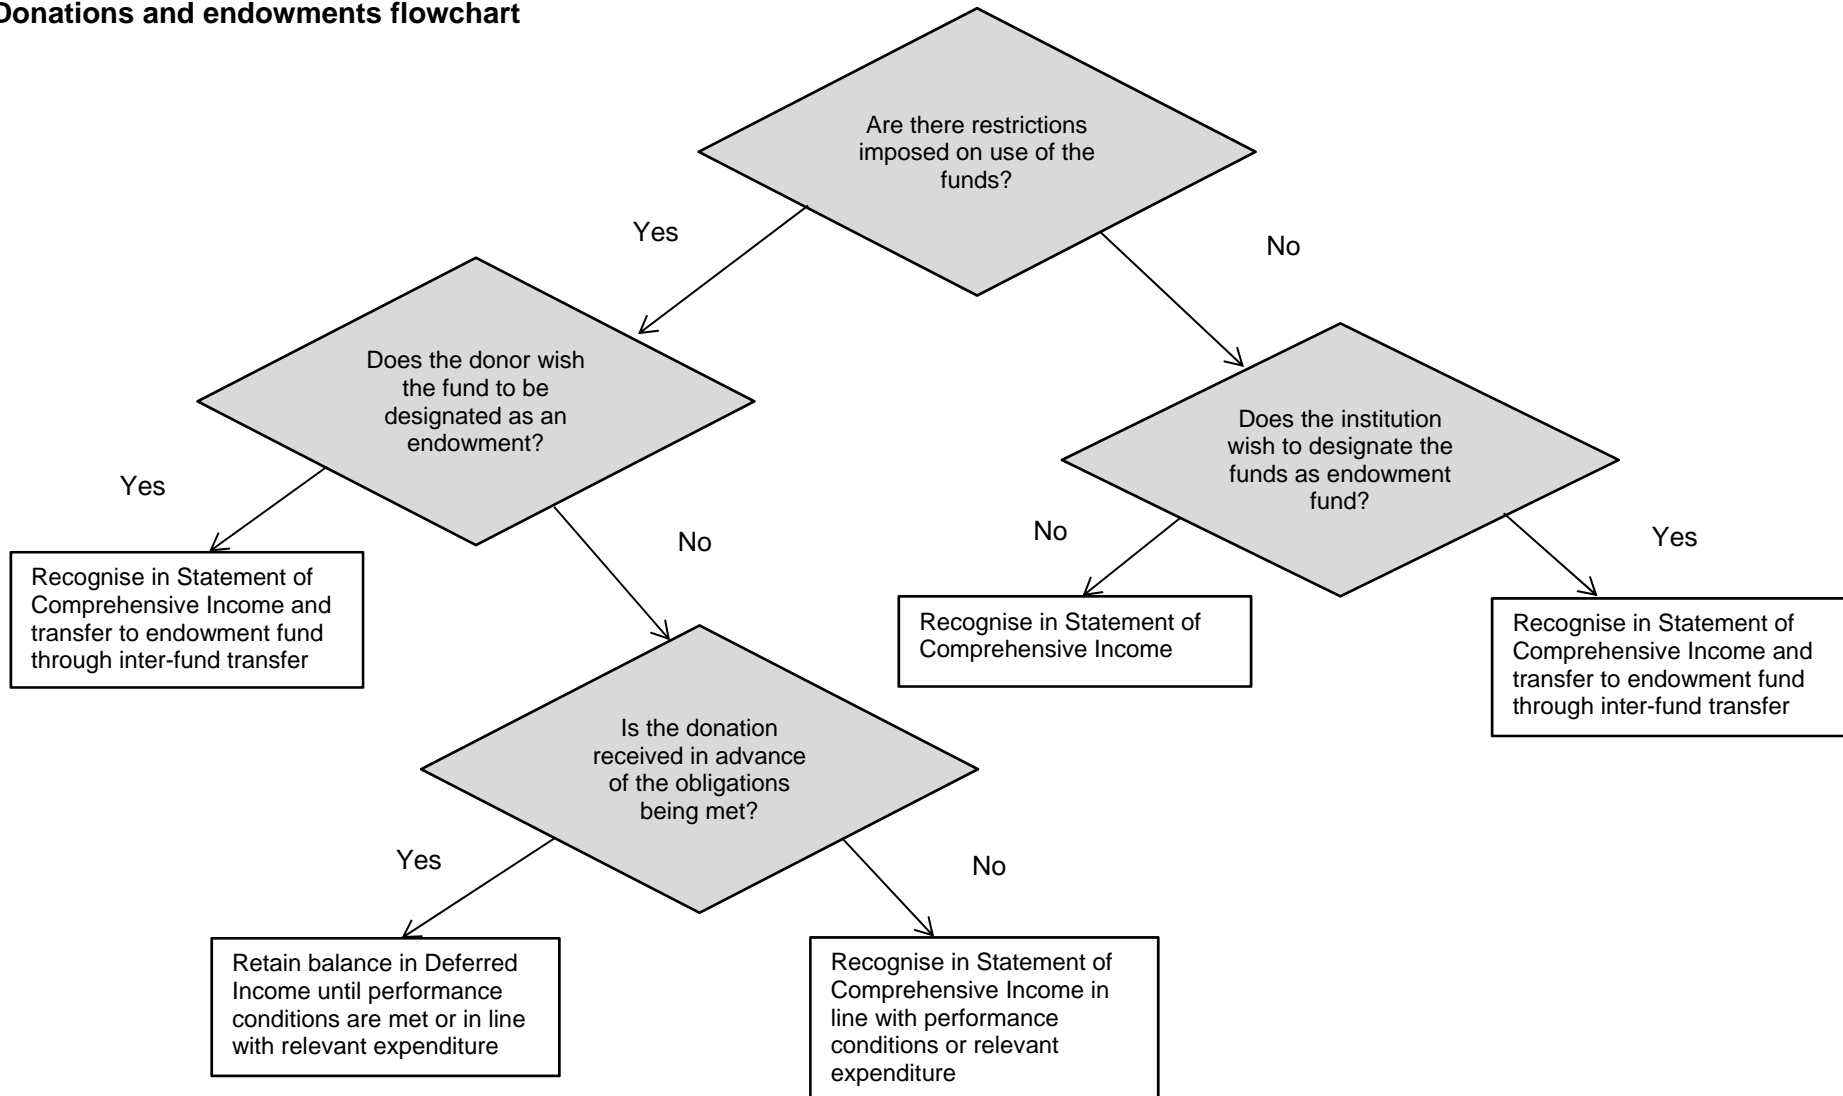 Donations and endowments flowchart
Are there restrictions
imposed on use of the
funds?
Yes
No
Does the donor wish
the fund to be
designated as an
endowment?
Does the institution
wish to designate the
funds as endowment
fund?
Yes
No
No
Yes
Recognise in Statement of
Comprehensive Income and
transfer to endowment fund
through inter-fund transfer
Recognise in Statement of
Comprehensive Income
Recognise in Statement of
Comprehensive Income and
transfer to endowment fund
through inter-fund transfer
Is the donation
received in advance
of the obligations
being met?
Yes
No
Retain balance in Deferred
Income until performance
conditions are met or in line
with relevant expenditure
Recognise in Statement of
Comprehensive Income in
line with performance
conditions or relevant
expenditure